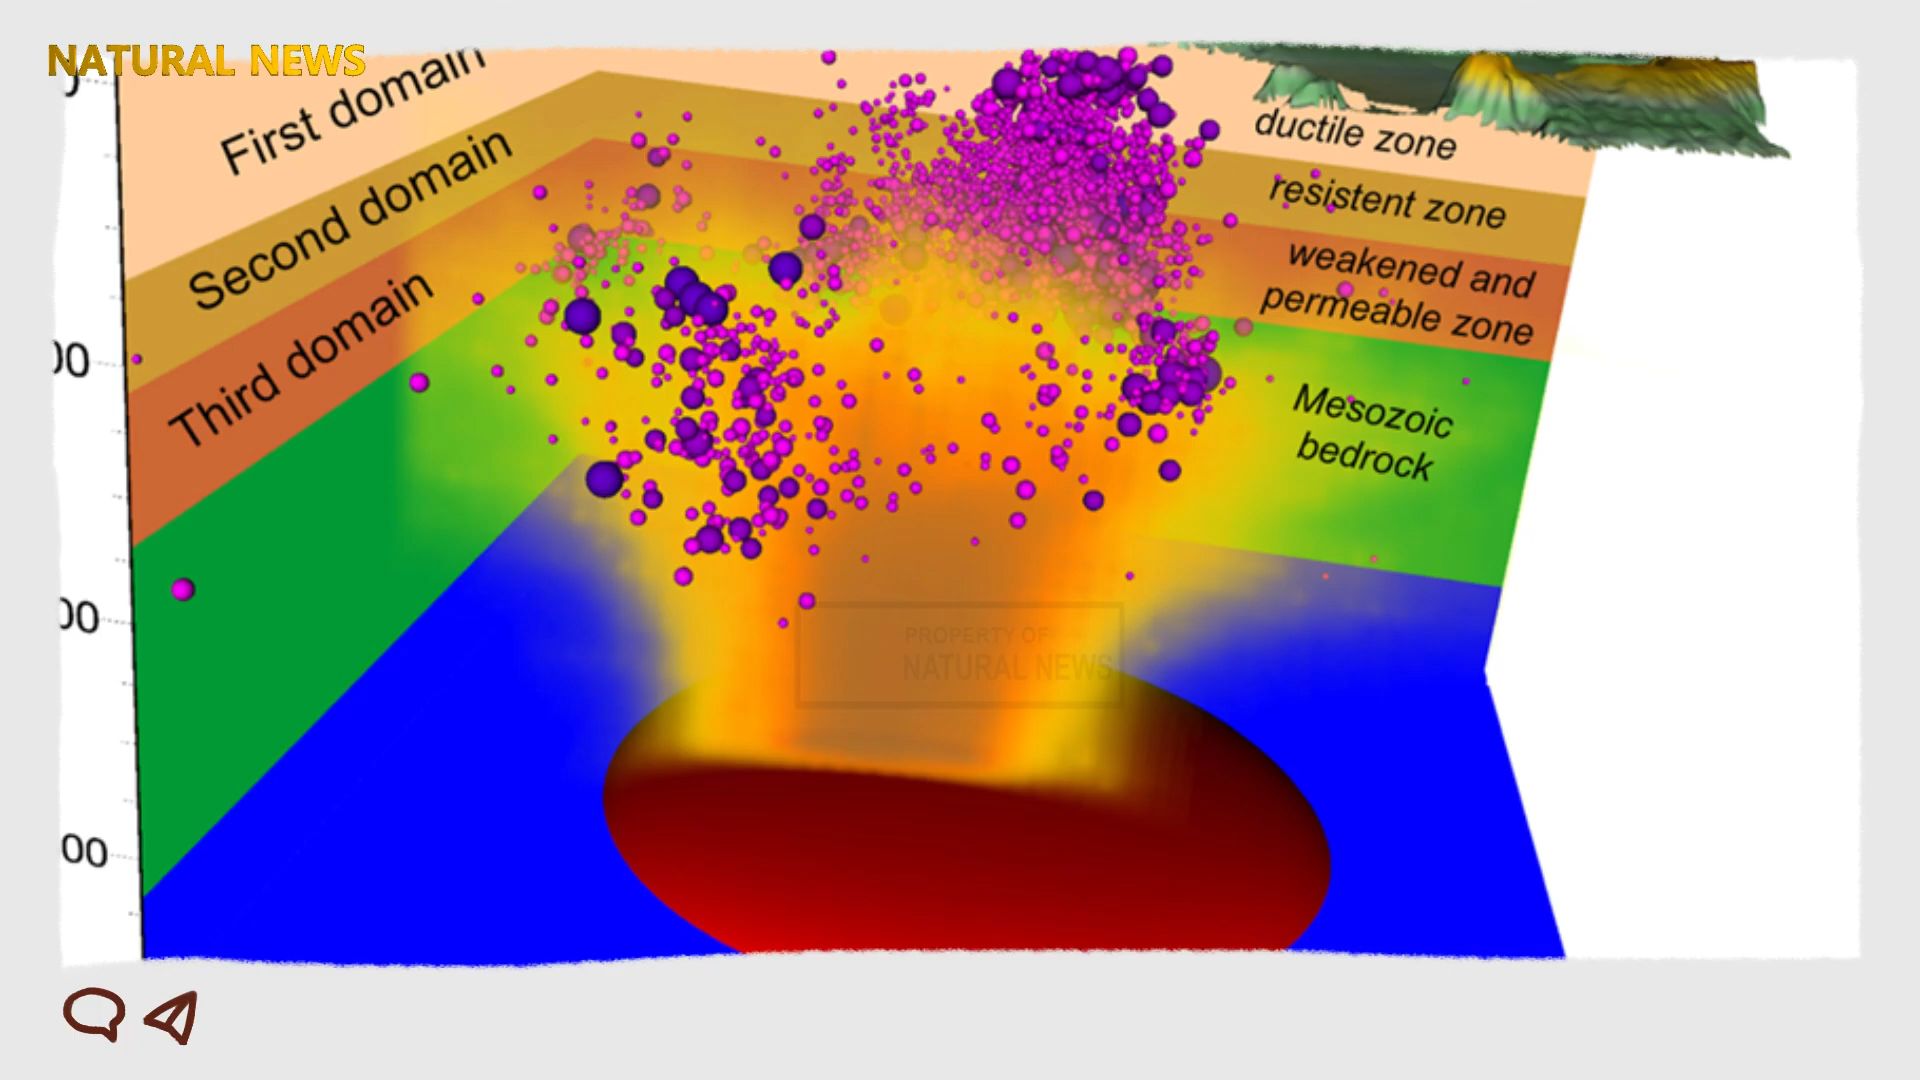 NATURAL NEWS
First domain
Second domain
Third domain
ductile zone
resistent zone
weakened and
permeable zone
Mesozoic
bedrock
00
00
PROPERTY OF
NATURAL NEWS